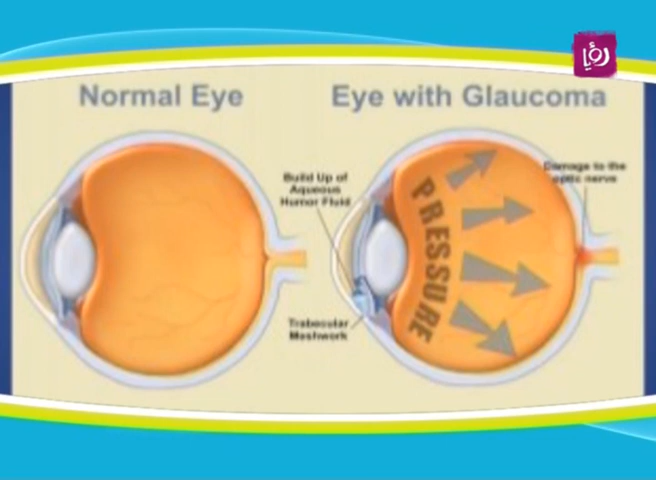 رؤيا
Normal Eye
Eye with Glaucoma
Build Up of
Aqueous
Humor Fluid
Damage to the
optic nerve
PRESSURE
Trabecular
Meshwork